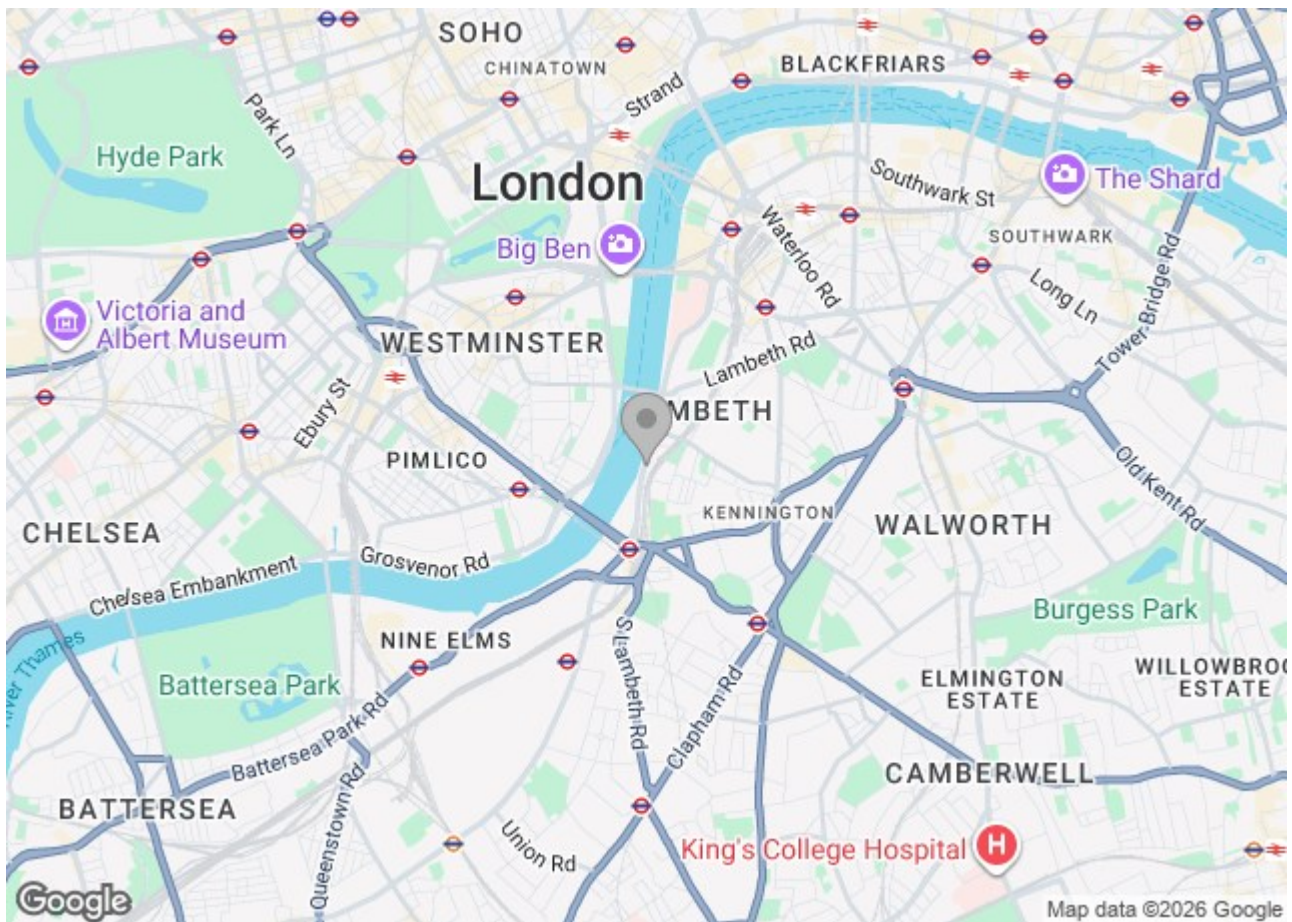 SOHO
CHINATOWN
BLACKFRIARS
Strand
Park Ln
Hyde Park
London
Southwark St
The Shard
Big Ben
Waterloo Rd
SOUTHWARK
Long Ln
Tower Bridge Rd
Victoria and
Albert Museum
WESTMINSTER
Lambeth Rd
Ebury St
MBETH
PIMLICO
Old Kent Rd
KENNINGTON
WALWORTH
CHELSEA
Grosvenor Rd
Chelsea Embankment
Burgess Park
NINE ELMS
River Thames
S Lambeth Rd
Battersea Park
ELMINGTON
ESTATE
WILLOWBROO
ESTATE
Clapham Rd
Battersea Park Rd
CAMBERWELL
BATTERSEA
Queenstown Rd
Union Rd
King's College Hospital
H
Google
Map data ©2026 Google